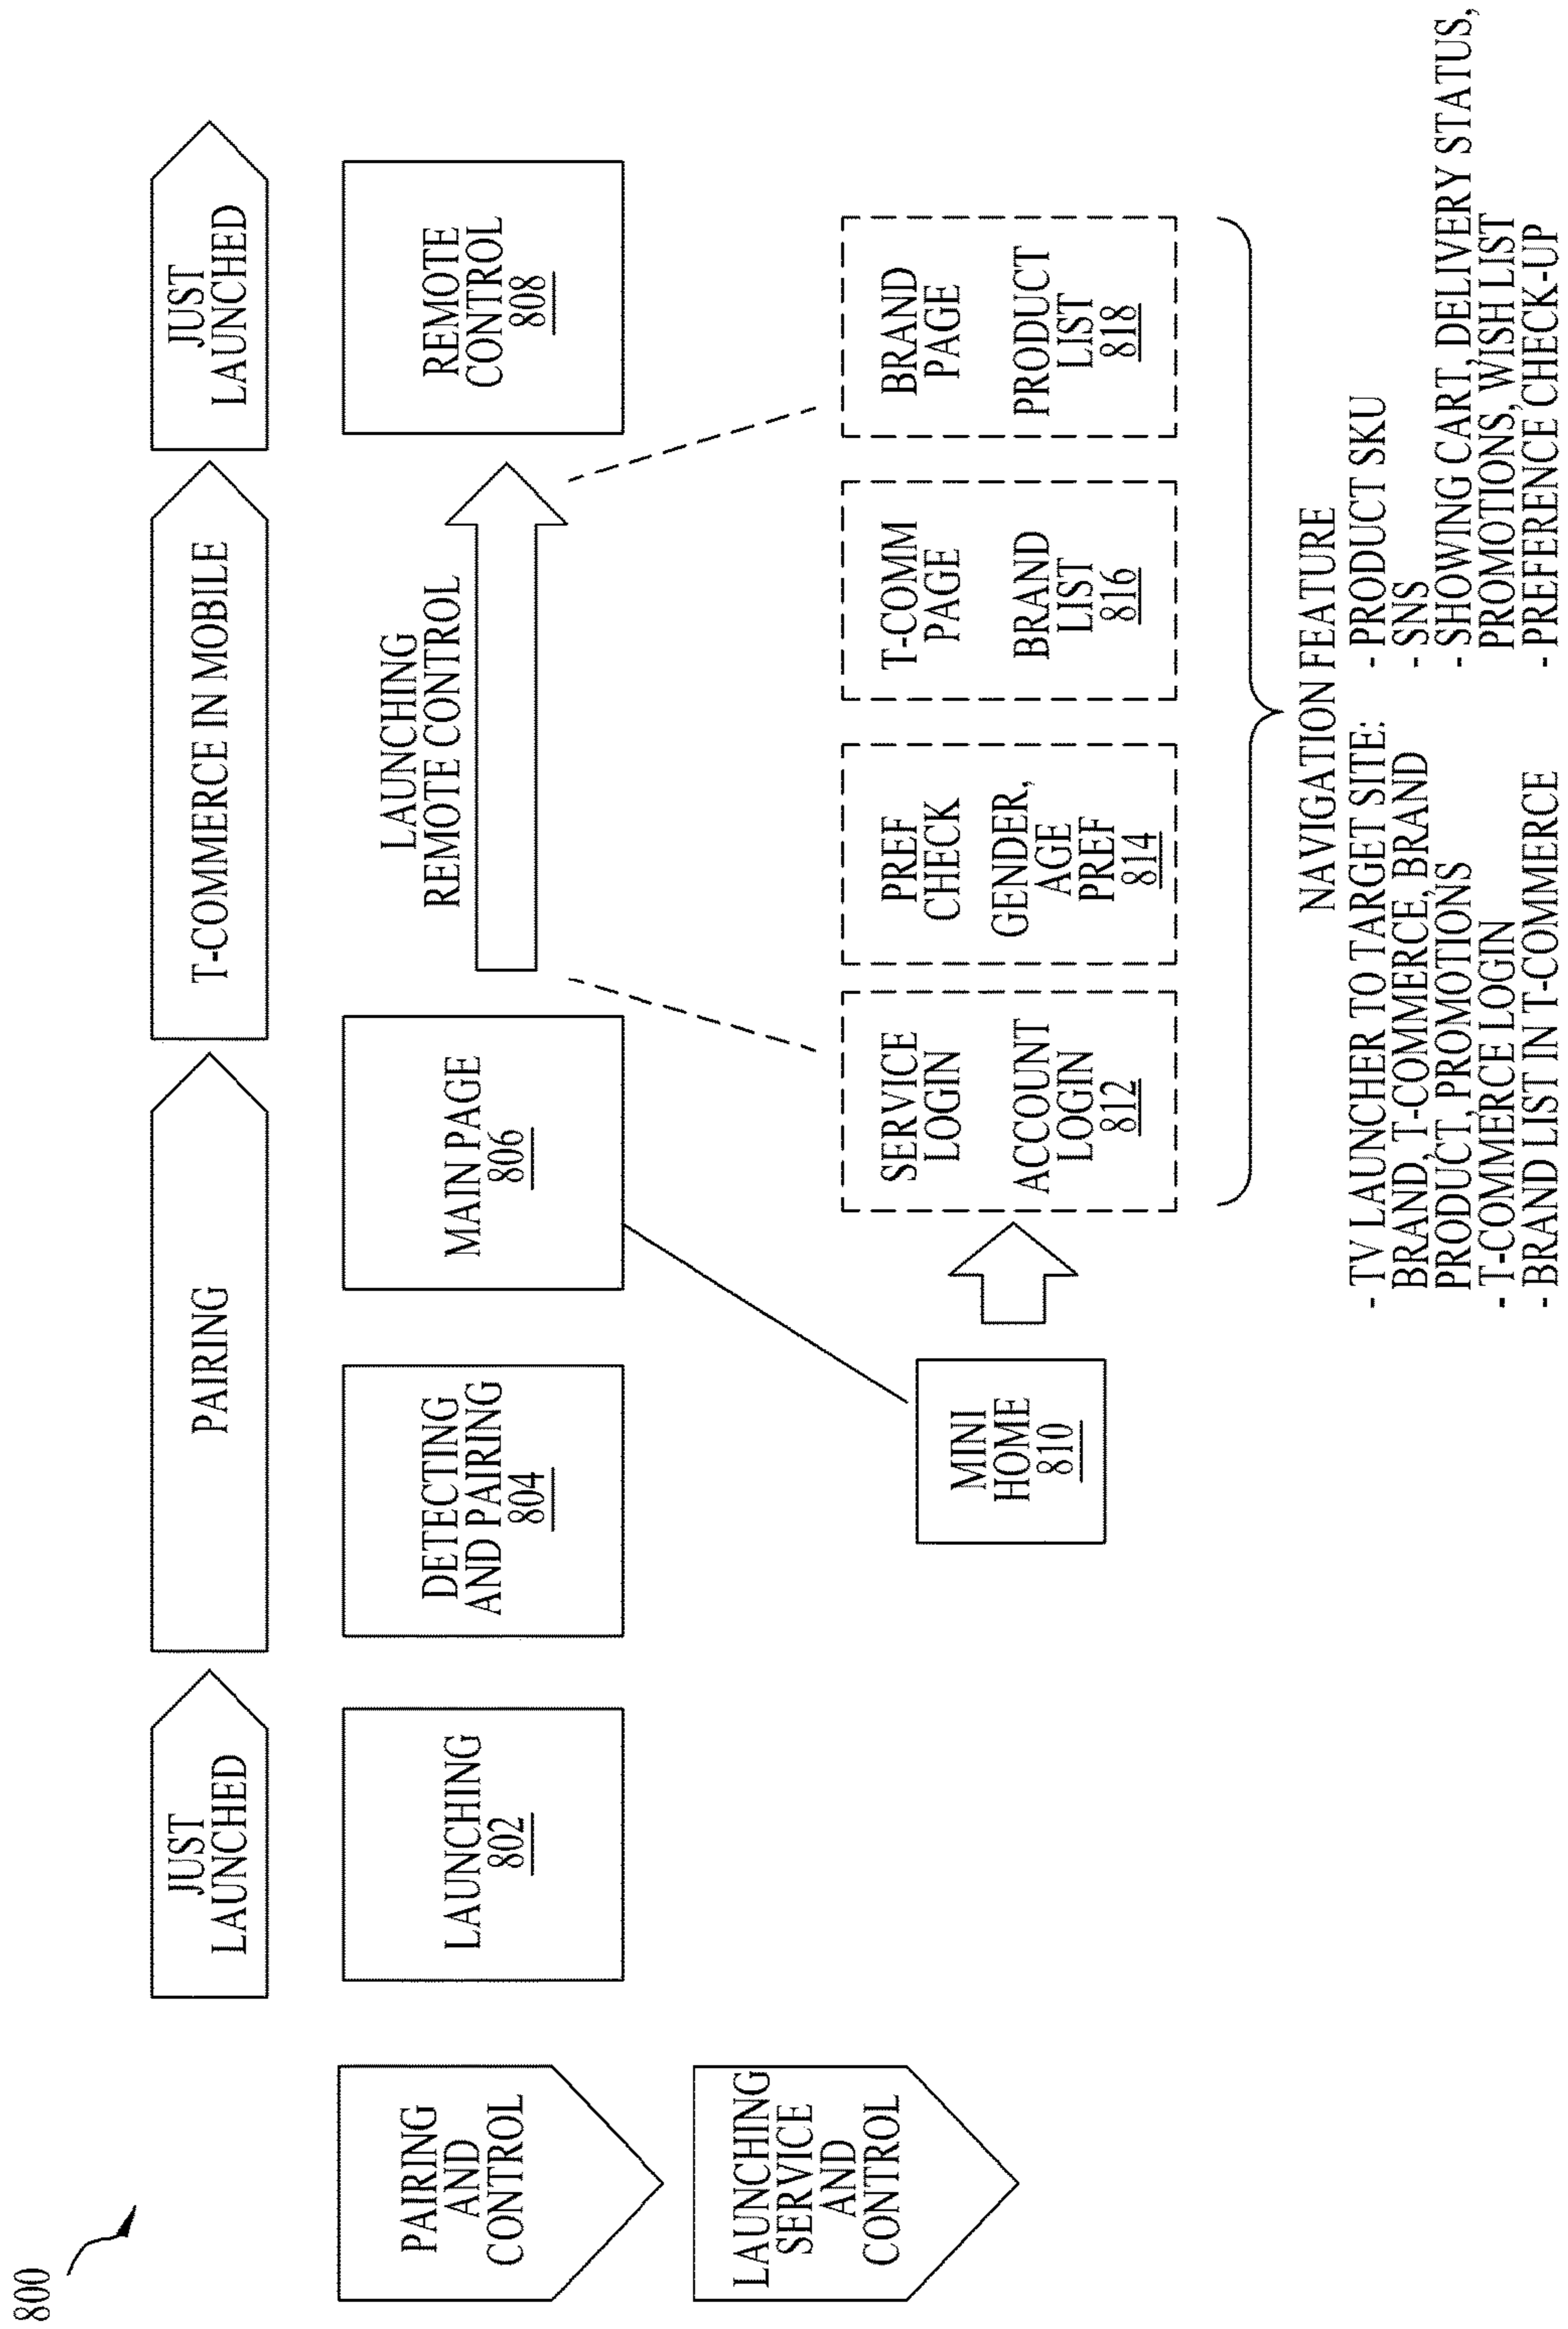 800
JUST
LAUNCHED
PAIRING
T-COMMERCE IN MOBILE
JUST
LAUNCHED
PAIRING
AND
CONTROL
LAUNCHING
802
DETECTING
AND PAIRING
804
MAIN PAGE
806
LAUNCHING
REMOTE CONTROL
REMOTE
CONTROL
808
LAUNCHING
SERVICE
AND
CONTROL
MINI
HOME
810
SERVICE
LOGIN
ACCOUNT
LOGIN
812
PREF
CHECK
GENDER,
AGE
PREF
814
T-COMM
PAGE
BRAND
LIST
816
BRAND
PAGE
PRODUCT
LIST
818
NAVIGATION FEATURE
- TV LAUNCHER TO TARGET SITE:
BRAND, T-COMMERCE, BRAND
PRODUCT, PROMOTIONS
- T-COMMERCE LOGIN
- BRAND LIST IN T-COMMERCE
- PRODUCT SKU
- SNS
- SHOWING CART, DELIVERY STATUS,
PROMOTIONS, WISH LIST
- PREFERENCE CHECK-UP